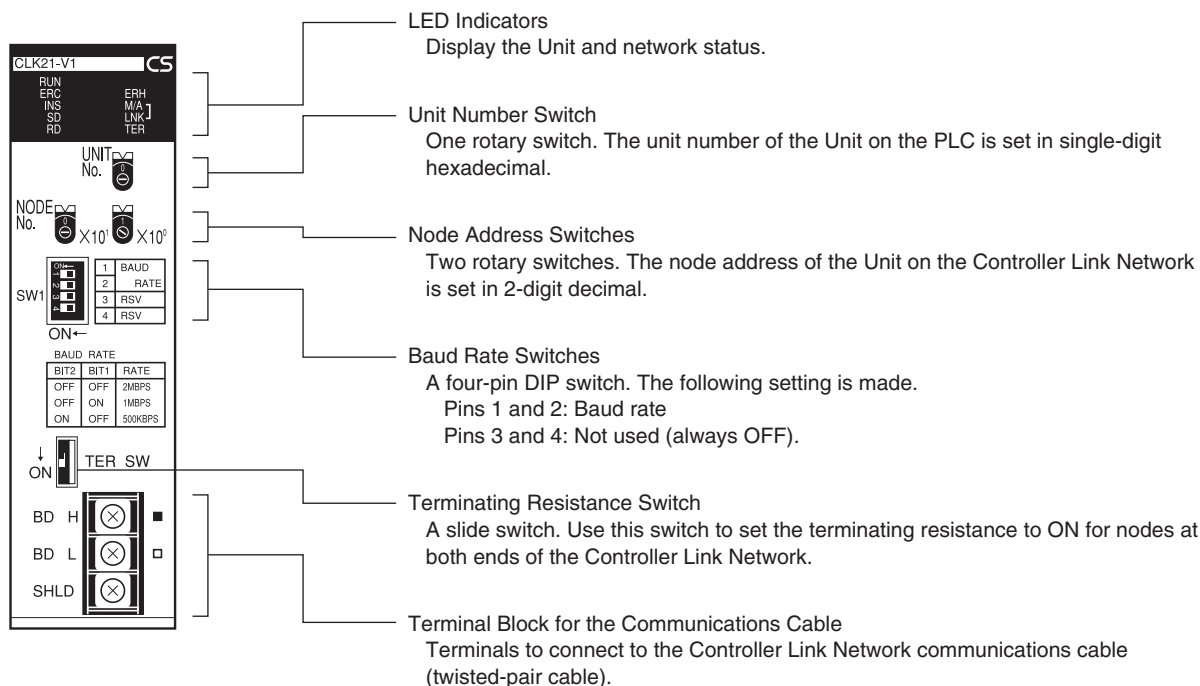 CLK21-V1 CS
RUN
ERC ERH
INS M/A
SD LNK
RD TER
UNIT
No. 0
NODE
No. 0 X10¹ 1 X10⁰
SW1
ON←
1 2 3 4
1 BAUD
2 RATE
3 RSV
4 RSV
ON←
BAUD RATE
BIT2 BIT1 RATE
OFF OFF 2MBPS
OFF ON 1MBPS
ON OFF 500KBPS
↓
ON TER SW
BD H
BD L
SHLD
LED Indicators
Display the Unit and network status.
Unit Number Switch
One rotary switch. The unit number of the Unit on the PLC is set in single-digit
hexadecimal.
Node Address Switches
Two rotary switches. The node address of the Unit on the Controller Link Network
is set in 2-digit decimal.
Baud Rate Switches
A four-pin DIP switch. The following setting is made.
Pins 1 and 2: Baud rate
Pins 3 and 4: Not used (always OFF).
Terminating Resistance Switch
A slide switch. Use this switch to set the terminating resistance to ON for nodes at
both ends of the Controller Link Network.
Terminal Block for the Communications Cable
Terminals to connect to the Controller Link Network communications cable
(twisted-pair cable).